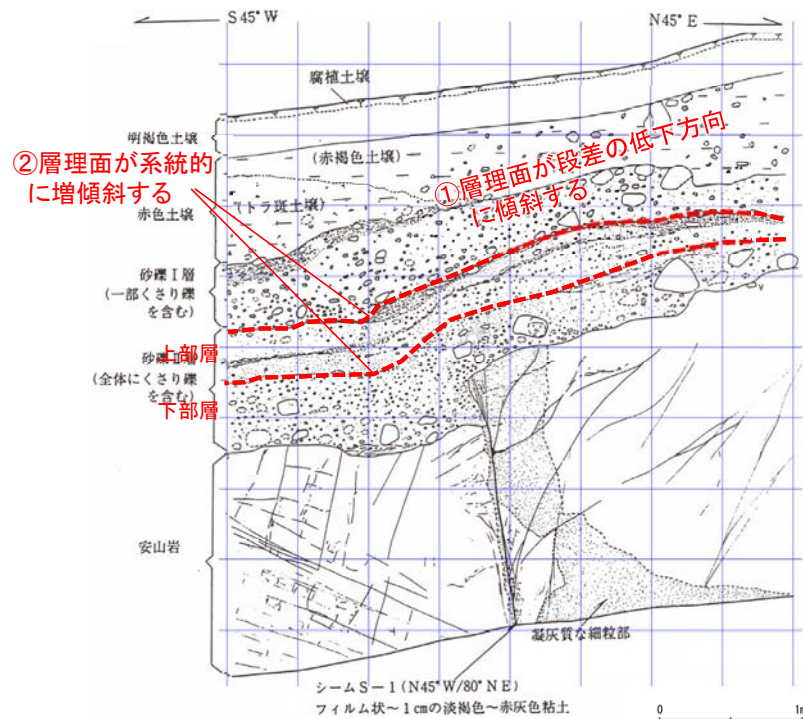 S45°W
N45°E
腐植土壌
明褐色土壌
(赤褐色土壌)
①層理面が段差の低下方向
に傾斜する
②層理面が系統的
に増傾斜する
(トラ斑土壌)
赤色土壌
砂礫Ⅰ層
(一部くさり礫
を含む)
上部層
砂礫Ⅱ層
(全体にくさり礫
を含む)
下部層
安山岩
凝灰質な細粒部
シームS-1(N45°W/80°NE)
フィルム状~1㎝の淡褐色~赤灰色粘土
0
1m